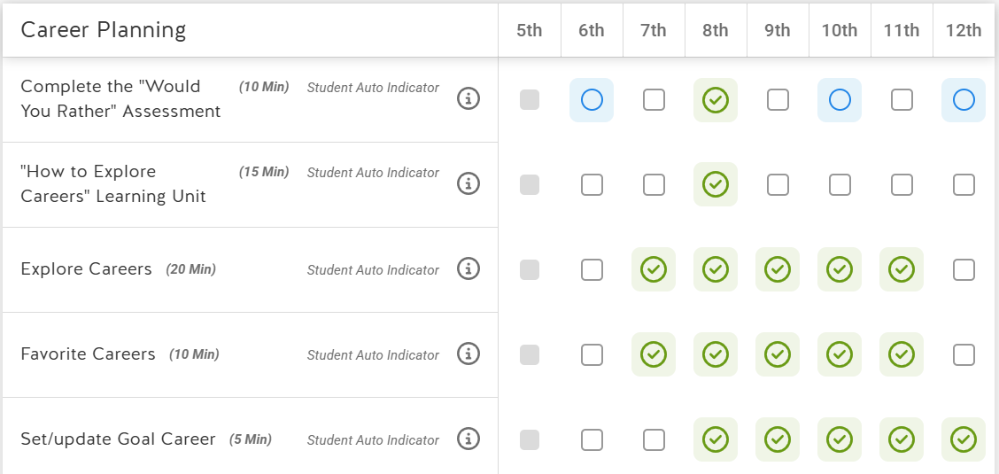 Career Planning 5th 6th 7th 8th 9th 10th 11th 12th
Complete the "Would (10 Min) Student Auto Indicator
You Rather" Assessment
"How to Explore (15 Min) Student Auto Indicator
Careers" Learning Unit
Explore Careers (20 Min) Student Auto Indicator
Favorite Careers (10 Min) Student Auto Indicator
Set/update Goal Career (5 Min) Student Auto Indicator